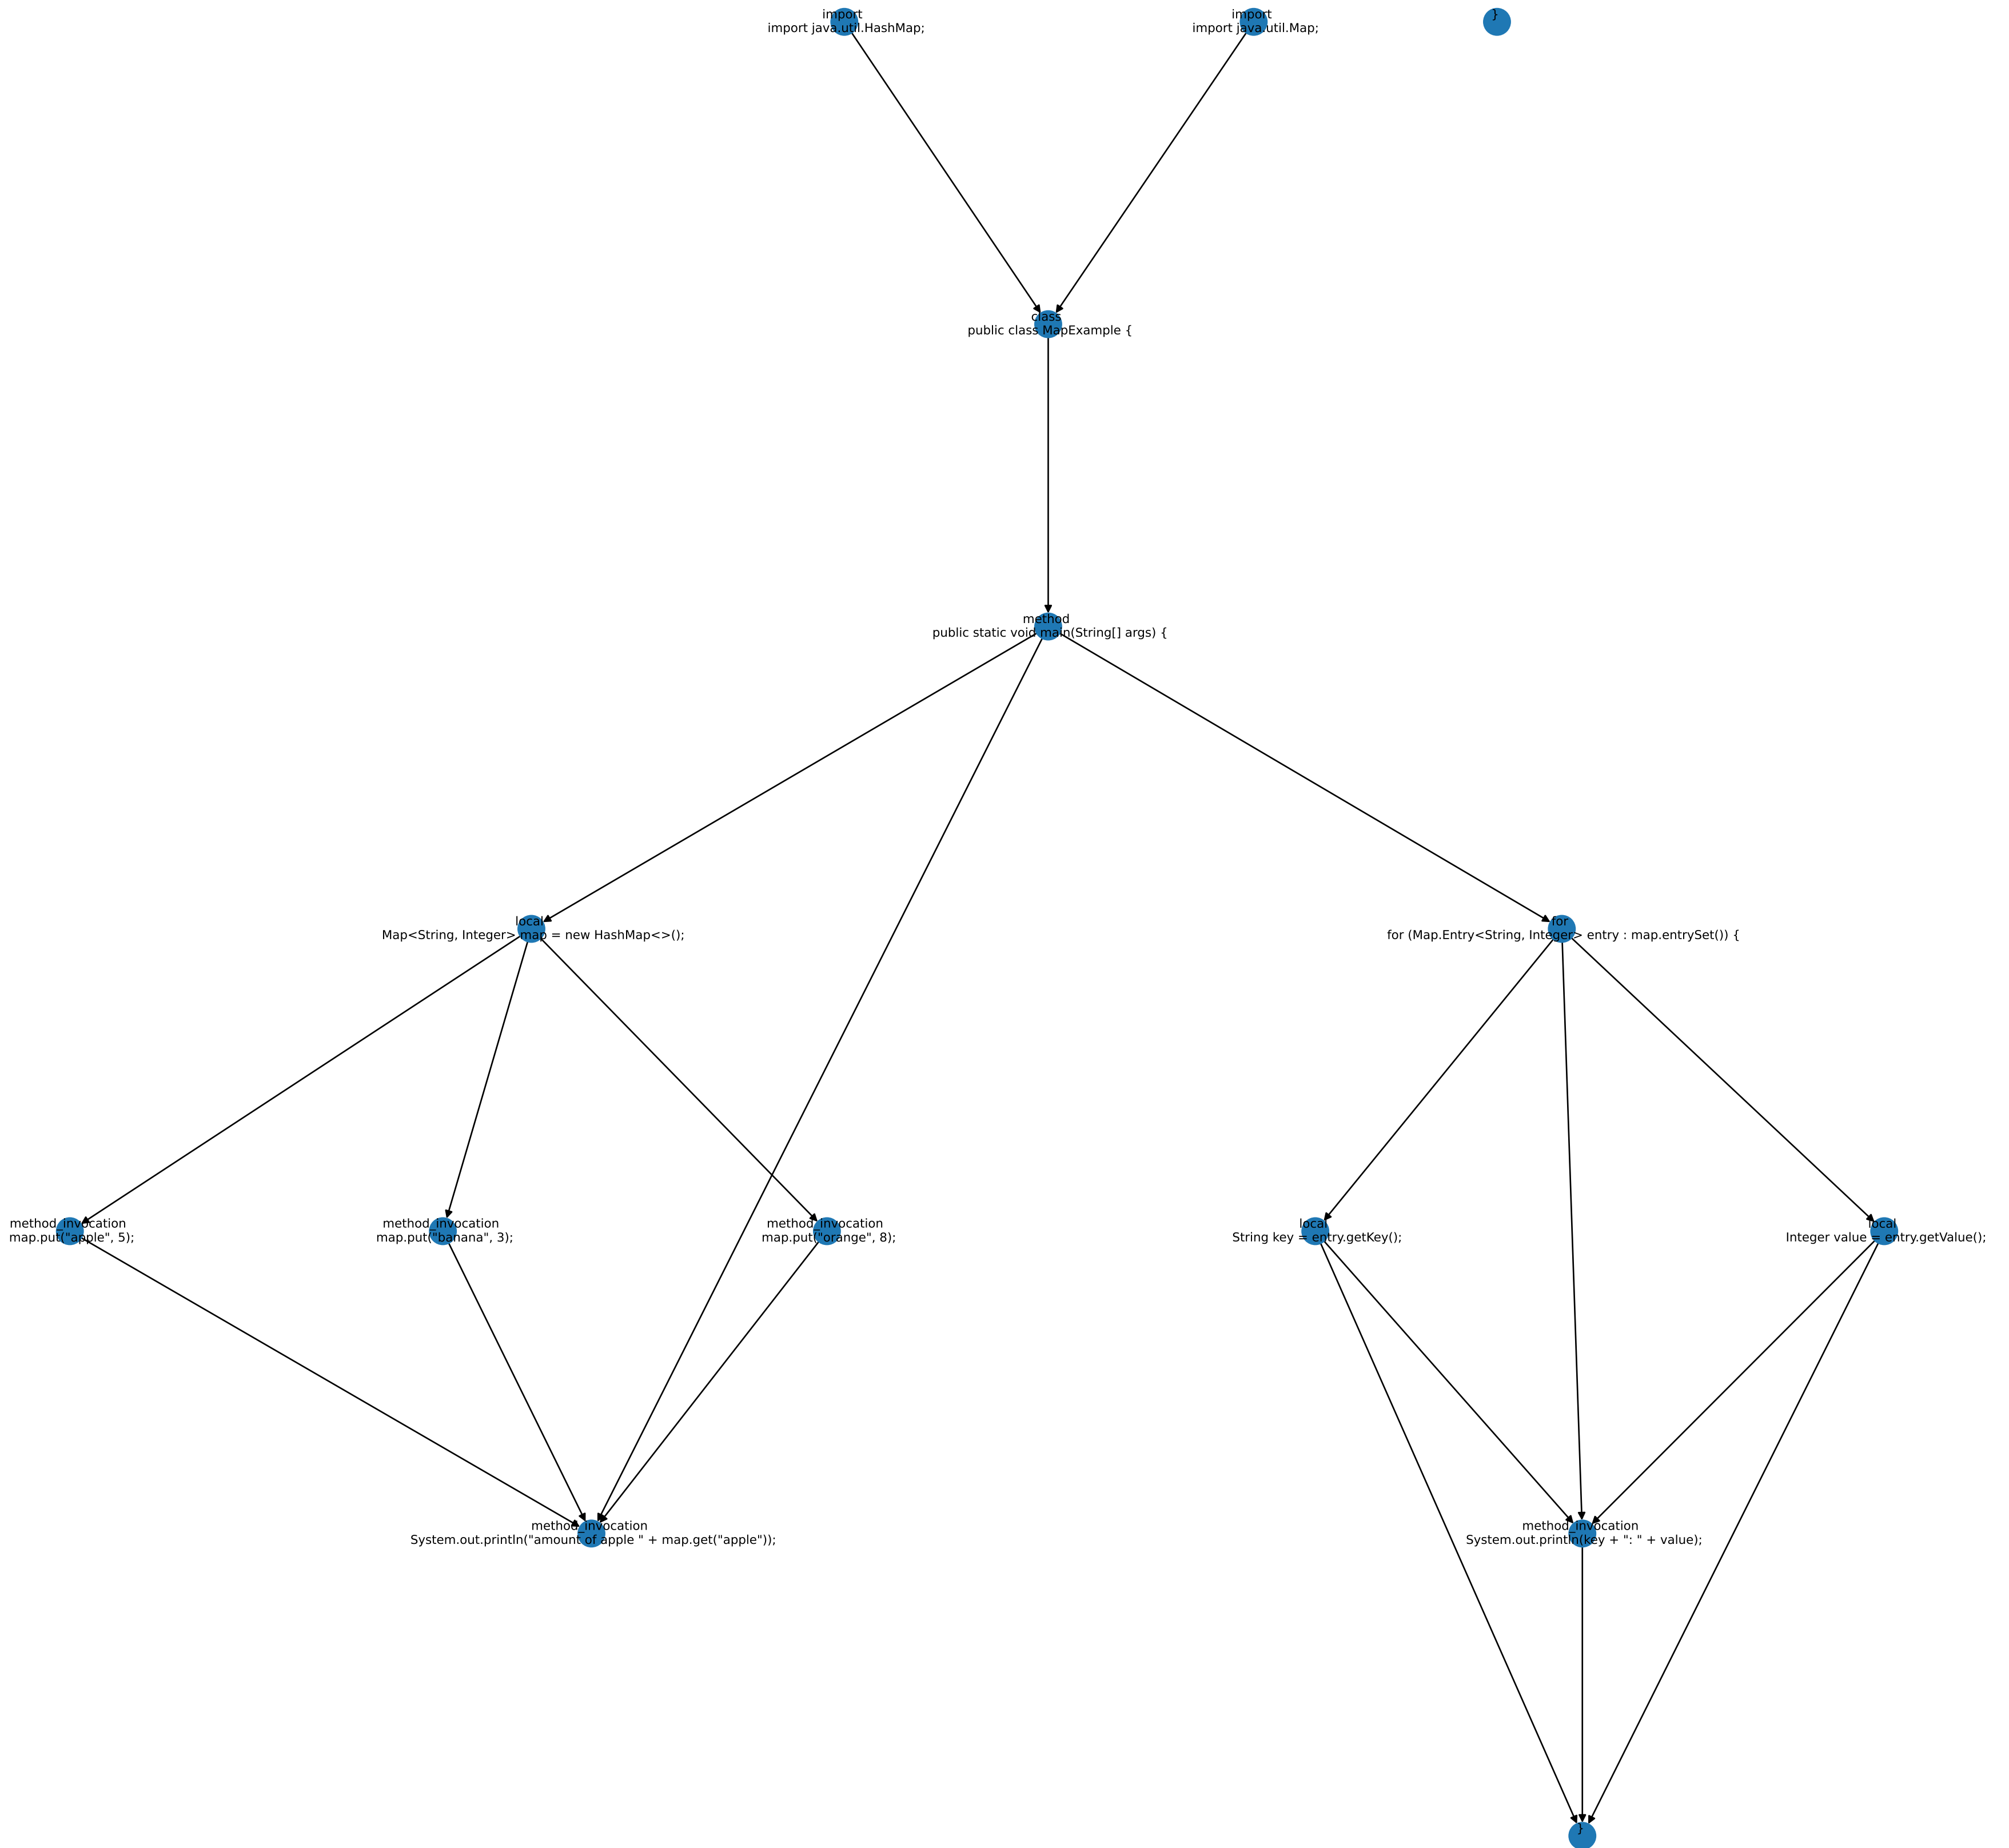 import
import java.util.HashMap;
import
import java.util.Map;
}
class
public class MapExample {
method
public static void main(String[] args) {
local
Map<String, Integer> map = new HashMap<>();
for
for (Map.Entry<String, Integer> entry : map.entrySet()) {
method_invocation
map.put("apple", 5);
method_invocation
map.put("banana", 3);
method_invocation
map.put("orange", 8);
local
String key = entry.getKey();
local
Integer value = entry.getValue();
method_invocation
System.out.println("amount of apple " + map.get("apple"));
method_invocation
System.out.println(key + ": " + value);
}